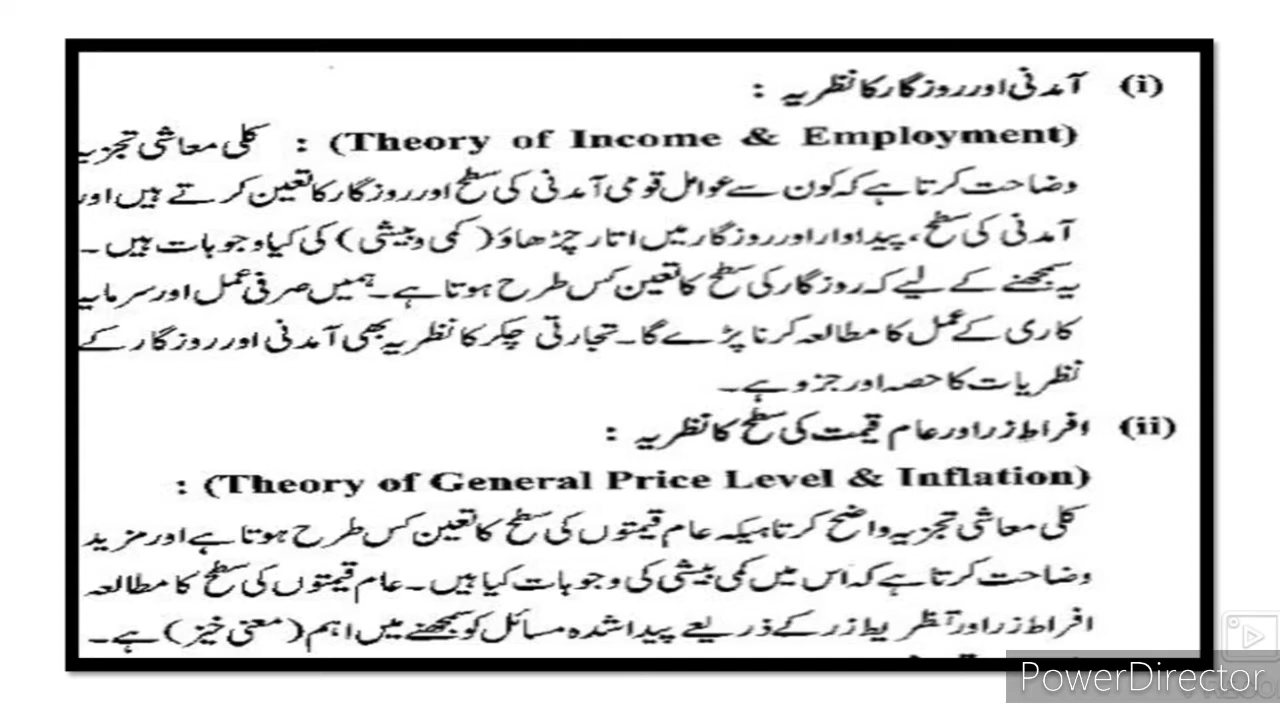 (i) آمدنی اور روزگار کا نظریہ :
(Theory of Income & Employment) : کلی معاشی تجزیہ
وضاحت کرتا ہے کہ کون سے عوامل قومی آمدنی کی سطح اور روزگار کا تعین کرتے ہیں اور
آمدنی کی سطح، پیداوار اور روزگار میں اتار چڑھاؤ (کمی و بیشی) کی کیا وجوہات ہیں۔
یہ سمجھنے کے لیے کہ روزگار کی سطح کا تعین کس طرح ہوتا ہے۔ ہمیں صرفی عمل اور سرمایہ
کاری کے عمل کا مطالعہ کرنا پڑے گا۔ تجارتی چکر کا نظریہ بھی آمدنی اور روزگار کے
نظریات کا حصہ اور جزو ہے۔
(ii) افراطِ زر اور عام قیمت کی سطح کا نظریہ :
(Theory of General Price Level & Inflation) :
کلی معاشی تجزیہ واضح کرتا ہیکہ عام قیمتوں کی سطح کا تعین کس طرح ہوتا ہے اور مزید
وضاحت کرتا ہے کہ اس میں کمی بیشی کی وجوہات کیا ہیں۔ عام قیمتوں کی سطح کا مطالعہ
افراط زر اور تفریط زر کے ذریعے پیدا شدہ مسائل کو سمجھنے میں اہم (معنی خیز) ہے۔
PowerDirector